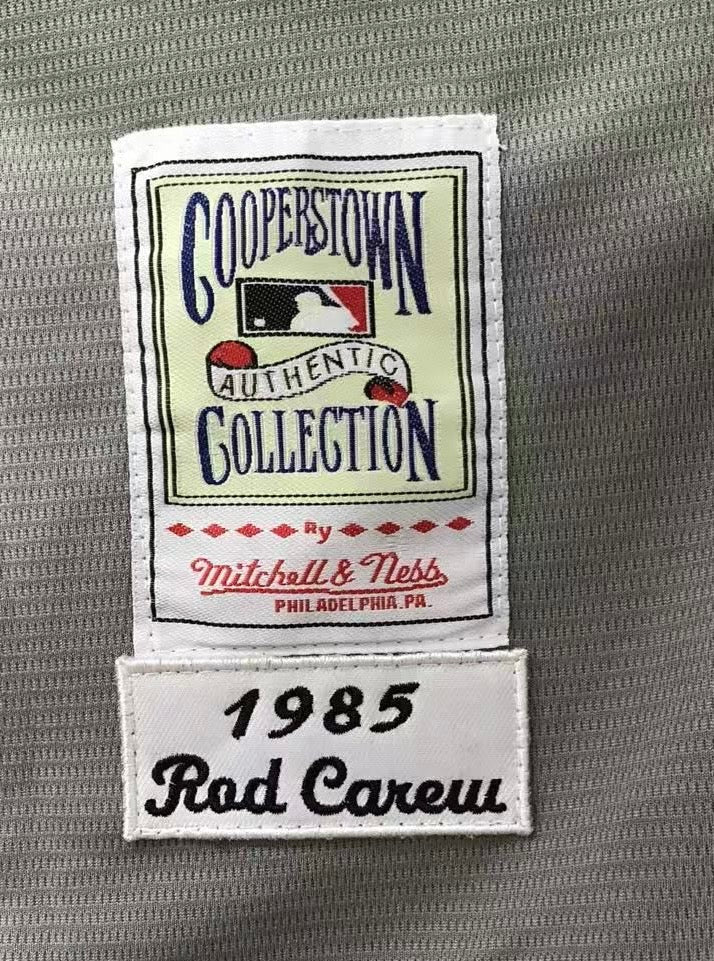 COOPERSTOWN
AUTHENTIC
COLLECTION
By
Mitchell & Ness
PHILADELPHIA.PA.
1985
Rod Carew